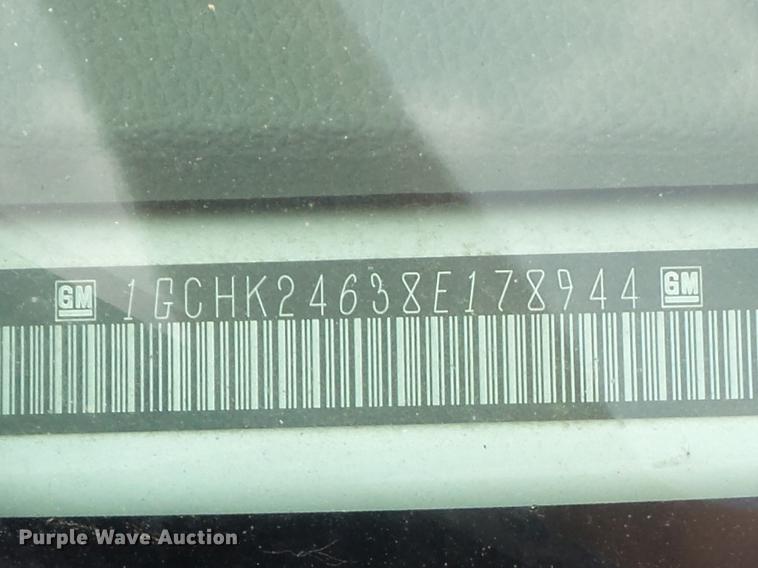 GM 1GCHK24638E178944 GM
Purple Wave Auction